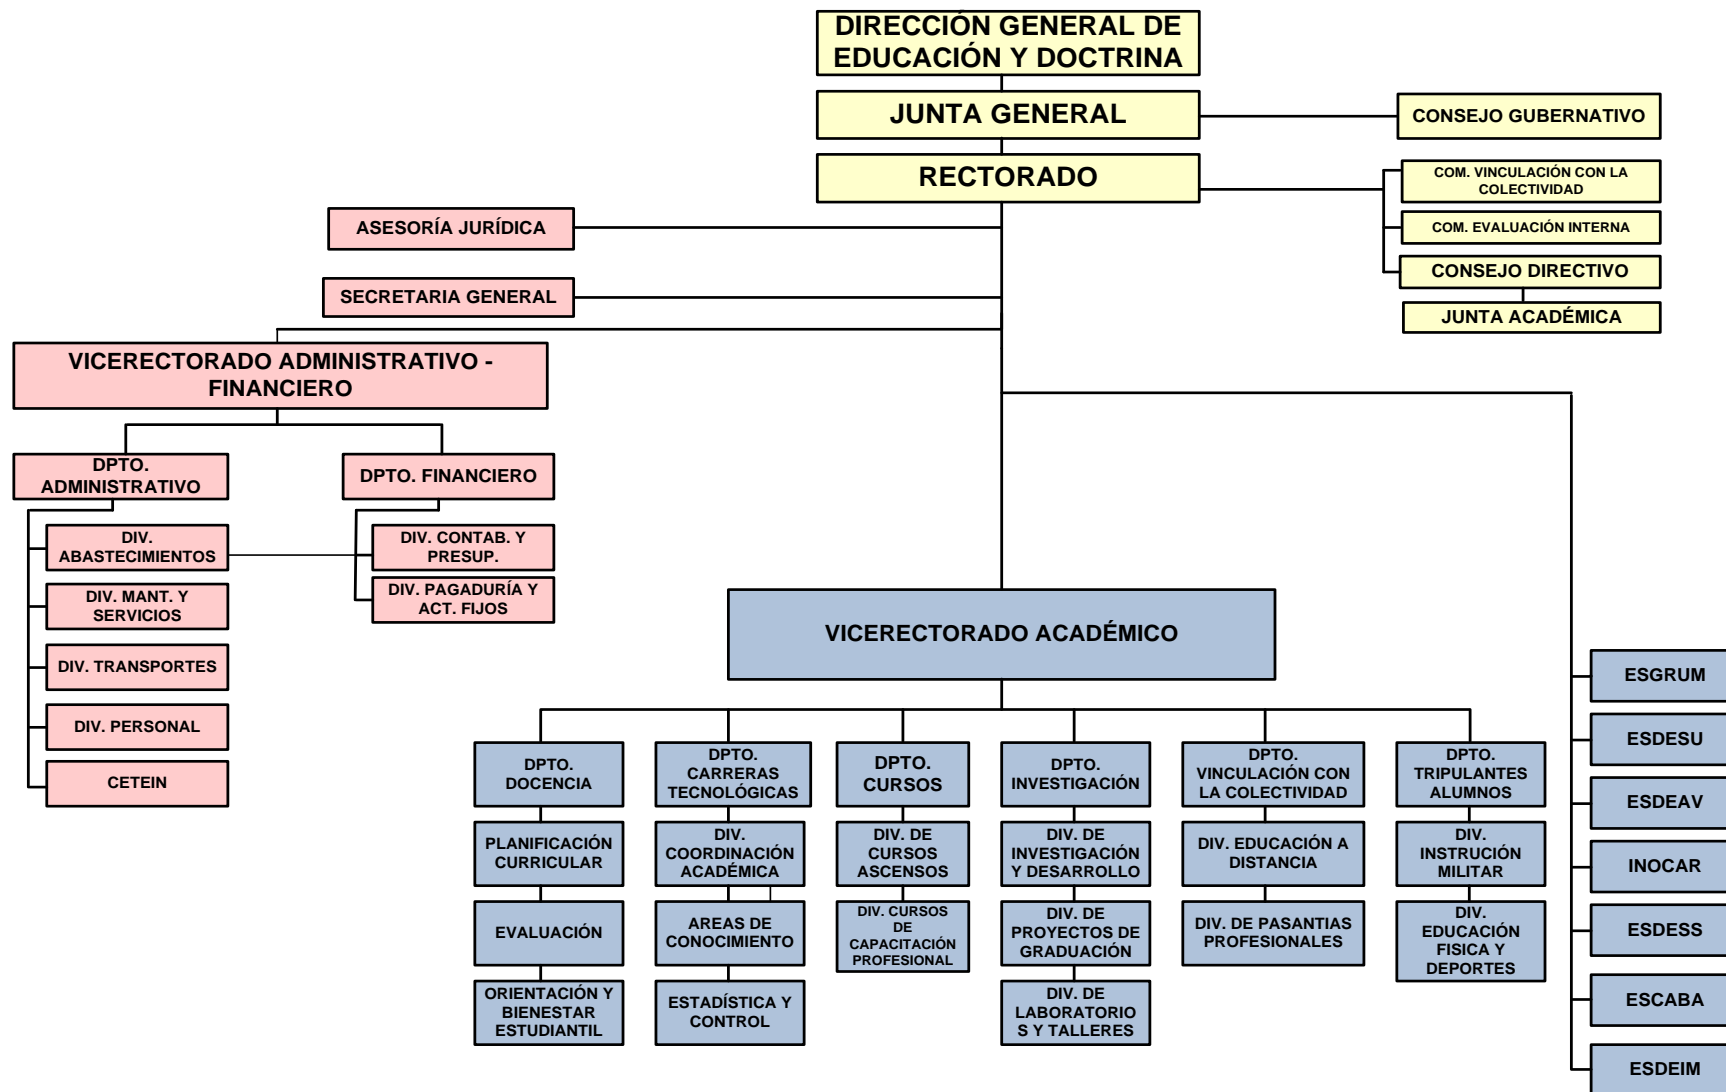 DIRECCIÓN GENERAL DE
EDUCACIÓN Y DOCTRINA
JUNTA GENERAL
CONSEJO GUBERNATIVO
RECTORADO
COM. VINCULACIÓN CON LA
COLECTIVIDAD
COM. EVALUACIÓN INTERNA
CONSEJO DIRECTIVO
JUNTA ACADÉMICA
ASESORÍA JURÍDICA
SECRETARIA GENERAL
VICERECTORADO ADMINISTRATIVO -
FINANCIERO
DPTO.
ADMINISTRATIVO
DIV.
ABASTECIMIENTOS
DIV. MANT. Y
SERVICIOS
DIV. TRANSPORTES
DIV. PERSONAL
CETEIN
DPTO. FINANCIERO
DIV. CONTAB. Y
PRESUP.
DIV. PAGADURÍA Y
ACT. FIJOS
VICERECTORADO ACADÉMICO
DPTO.
DOCENCIA
PLANIFICACIÓN
CURRICULAR
EVALUACIÓN
ORIENTACIÓN Y
BIENESTAR
ESTUDIANTIL
DPTO.
CARRERAS
TECNOLÓGICAS
DIV.
COORDINACIÓN
ACADÉMICA
AREAS DE
CONOCIMIENTO
ESTADÍSTICA Y
CONTROL
DPTO.
CURSOS
DIV. DE
CURSOS
ASCENSOS
DIV. CURSOS
DE
CAPACITACIÓN
PROFESIONAL
DPTO.
INVESTIGACIÓN
DIV. DE
INVESTIGACIÓN
Y DESARROLLO
DIV. DE
PROYECTOS DE
GRADUACIÓN
DIV. DE
LABORATORIO
S Y TALLERES
DPTO.
VINCULACIÓN CON
LA COLECTIVIDAD
DIV. EDUCACIÓN A
DISTANCIA
DIV. DE PASANTIAS
PROFESIONALES
DPTO.
TRIPULANTES
ALUMNOS
DIV.
INSTRUCIÓN
MILITAR
DIV.
EDUCACIÓN
FISICA Y
DEPORTES
ESGRUM
ESDESU
ESDEAV
INOCAR
ESDESS
ESCABA
ESDEIM